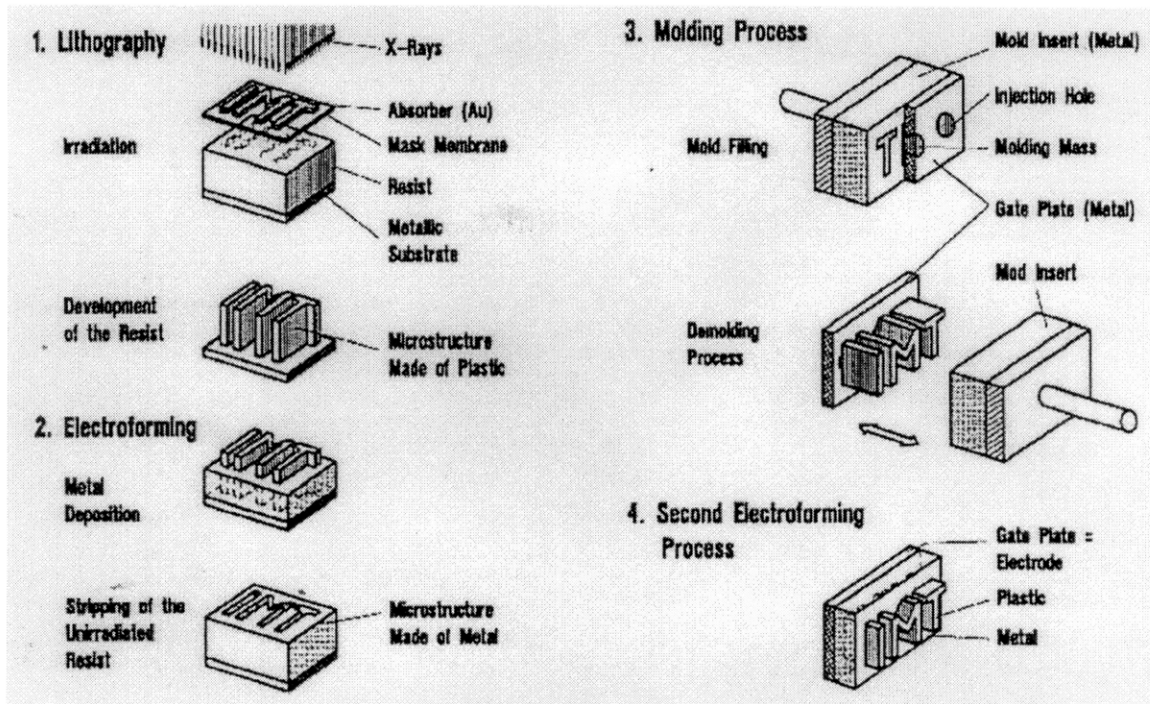 1. Lithography
X-Rays
Absorber (Au)
Mask Membrane
Irradiation
Resist
Metallic
Substrate
Development
of the Resist
Microstructure
Made of Plastic
2. Electroforming
Metal
Deposition
Stripping of the
Unirradiated
Resist
Microstructure
Made of Metal
3. Molding Process
Mold Insert (Metal)
Injection Hole
Mold Filling
Molding Mass
Gate Plate (Metal)
Mod Insert
Demolding
Process
4. Second Electroforming
Process
Gate Plate =
Electrode
Plastic
Metal